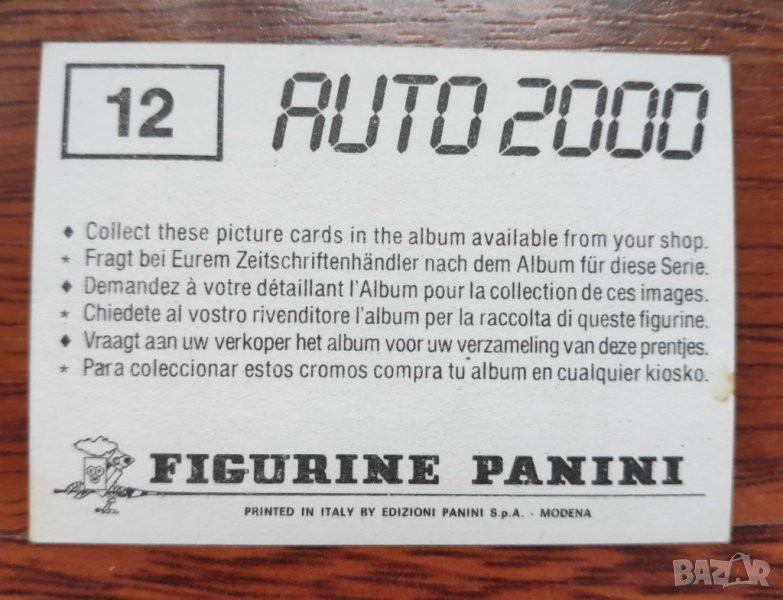 12
AUTO 2000
♦ Collect these picture cards in the album available from your shop.
* Fragt bei Eurem Zeitschriftenhändler nach dem Album für diese Serie.
♦ Demandez à votre détaillant l'Album pour la collection de ces images.
* Chiedete al vostro rivenditore l'album per la raccolta di queste figurine.
♦ Vraagt aan uw verkoper het album voor uw verzameling van deze prentjes.
* Para coleccionar estos cromos compra tu album en cualquier kiosko.
FIGURINE PANINI
PRINTED IN ITALY BY EDIZIONI PANINI S.p.A. - MODENA
BAZAR